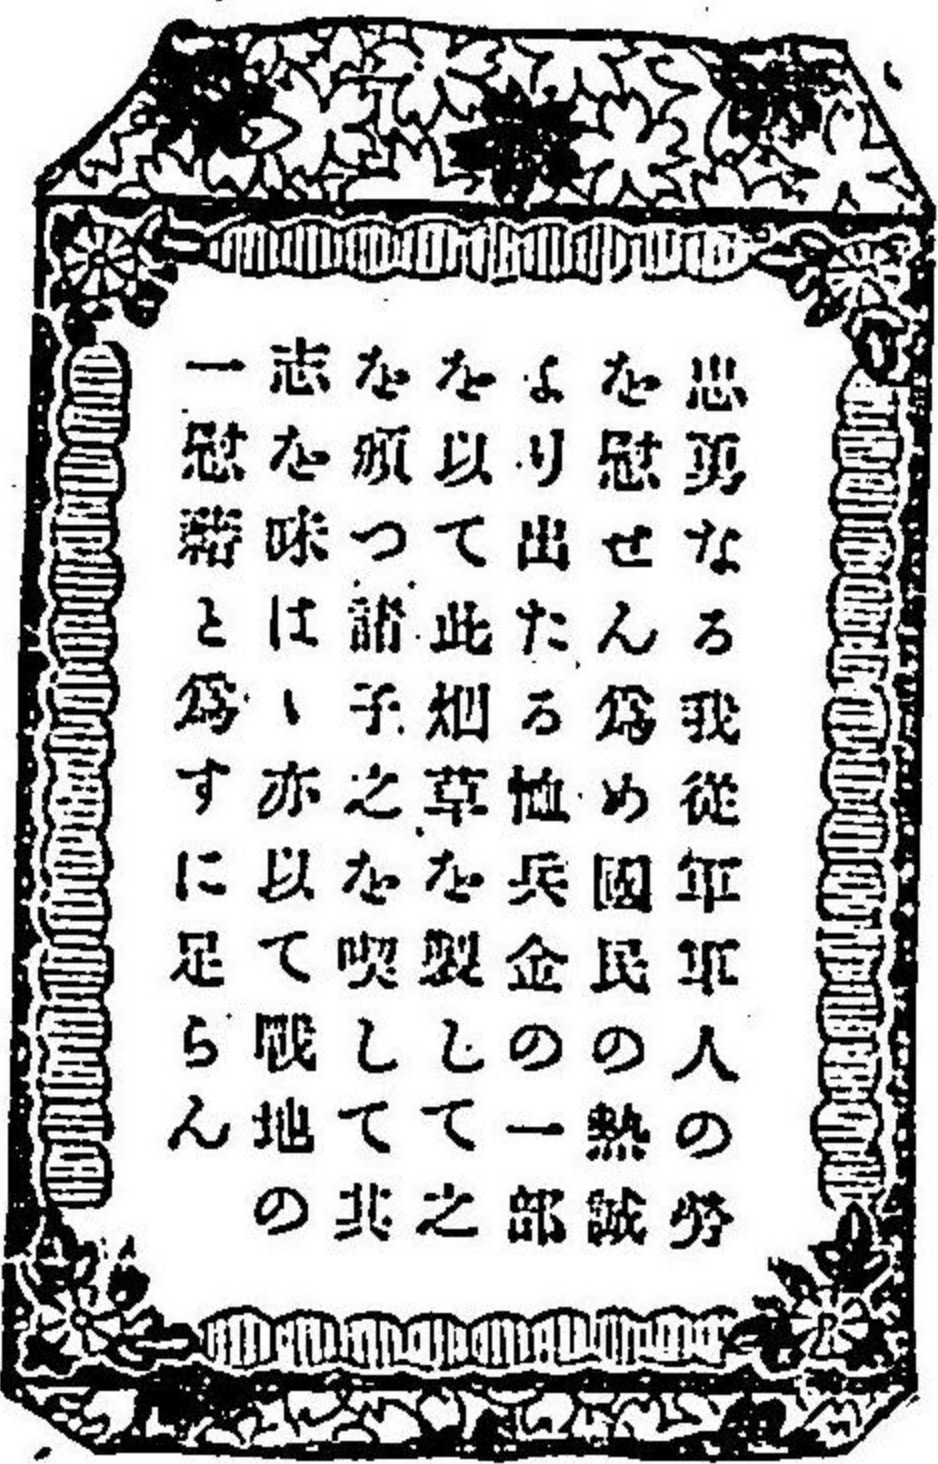 忠勇なる我從軍軍人の勞
を慰せん爲め國民の熱誠
より出たる恤兵金の一部
を以て此烟草を製して之
を頒つ諸子之を喫して其
志を味はゝ亦以て戰地の
一慰藉と爲すに足らん